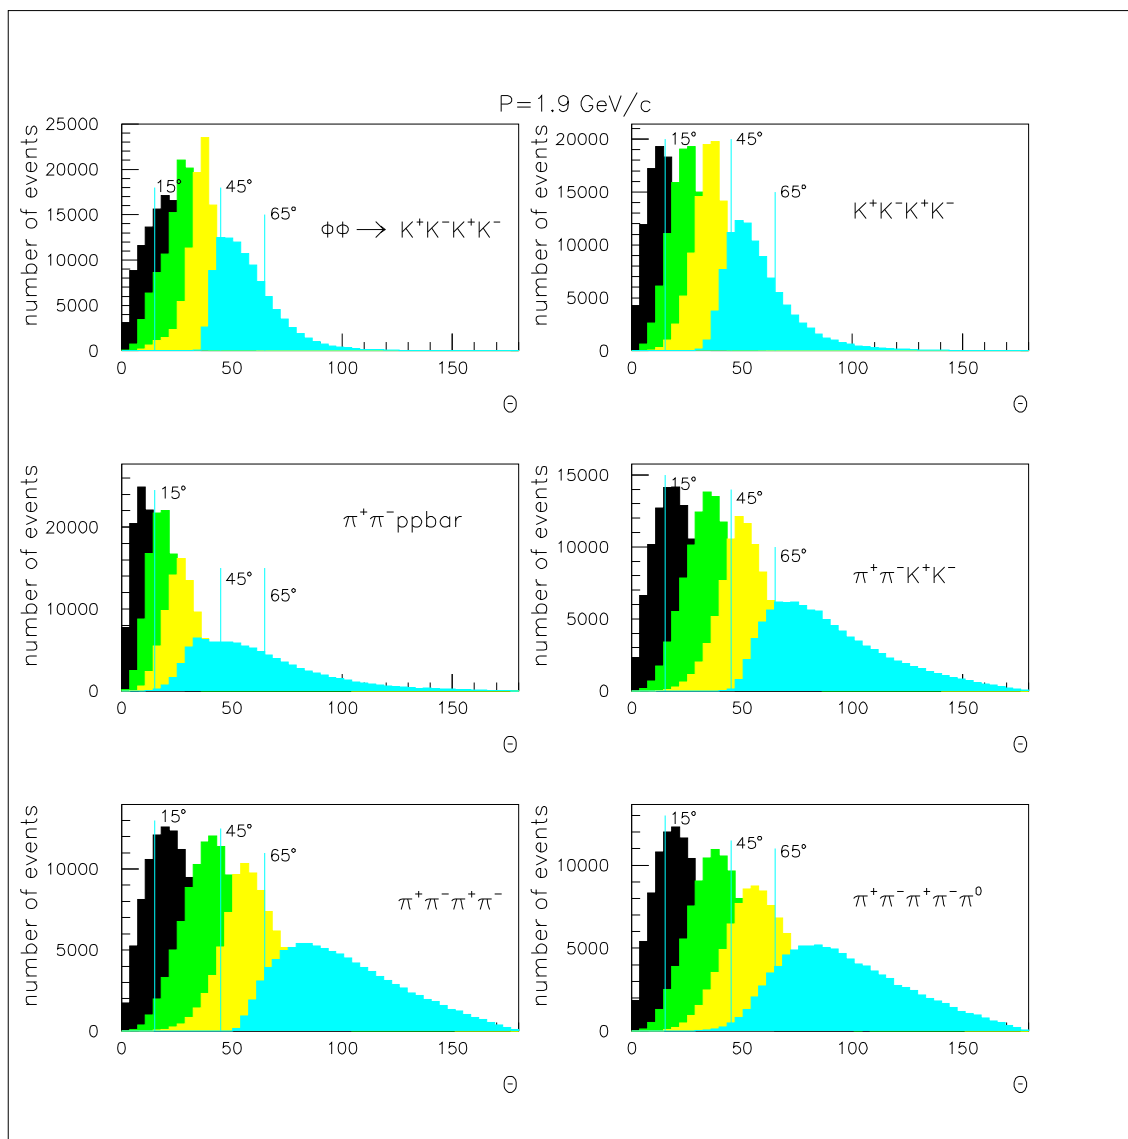 P=1.9 GeV/c
number of events
25000
20000
15000
10000
5000
0
15°
45°
65°
ΦΦ → K⁺K⁻K⁺K⁻
0 50 100 150
Θ
number of events
20000
15000
10000
5000
0
15°
45°
65°
K⁺K⁻K⁺K⁻
0 50 100 150
Θ
number of events
20000
10000
0
15°
45°
65°
π⁺π⁻ppbar
0 50 100 150
Θ
number of events
15000
10000
5000
0
15°
45°
65°
π⁺π⁻K⁺K⁻
0 50 100 150
Θ
number of events
10000
5000
0
15°
45°
65°
π⁺π⁻π⁺π⁻
0 50 100 150
Θ
number of events
10000
5000
0
15°
45°
65°
π⁺π⁻π⁺π⁻π⁰
0 50 100 150
Θ